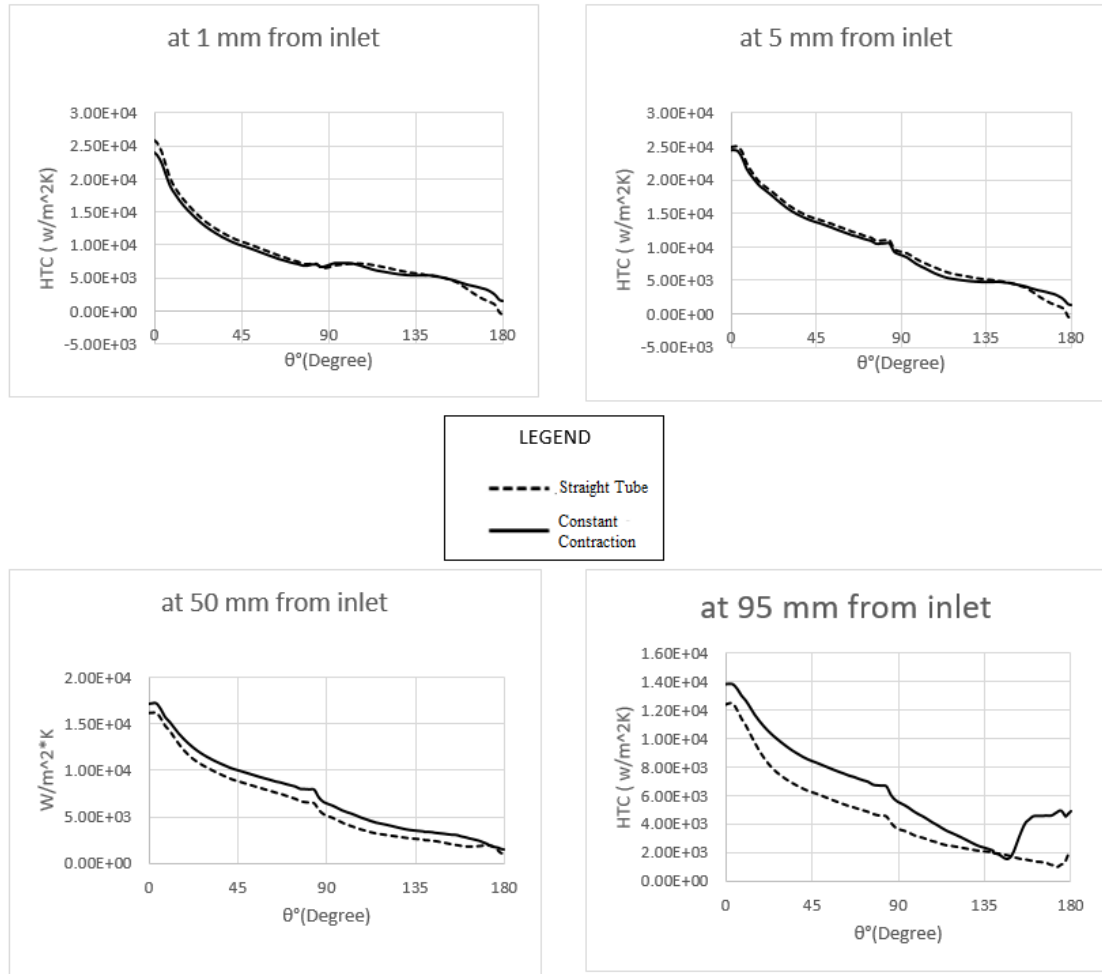 at 1 mm from inlet
3.00E+04
2.50E+04
2.00E+04
1.50E+04
1.00E+04
5.00E+03
0.00E+00
-5.00E+03
HTC ( w/m^2K)
0 45 90 135 180
θ°(Degree)
at 5 mm from inlet
3.00E+04
2.50E+04
2.00E+04
1.50E+04
1.00E+04
5.00E+03
0.00E+00
-5.00E+03
HTC ( w/m^2K)
0 45 90 135 180
θ°(Degree)
LEGEND
Straight Tube
Constant
Contraction
at 50 mm from inlet
2.00E+04
1.50E+04
1.00E+04
5.00E+03
0.00E+00
W/m^2*K
0 45 90 135 180
θ°(Degree)
at 95 mm from inlet
1.60E+04
1.40E+04
1.20E+04
1.00E+04
8.00E+03
6.00E+03
4.00E+03
2.00E+03
0.00E+00
HTC ( w/m^2K)
0 45 90 135 180
θ°(Degree)